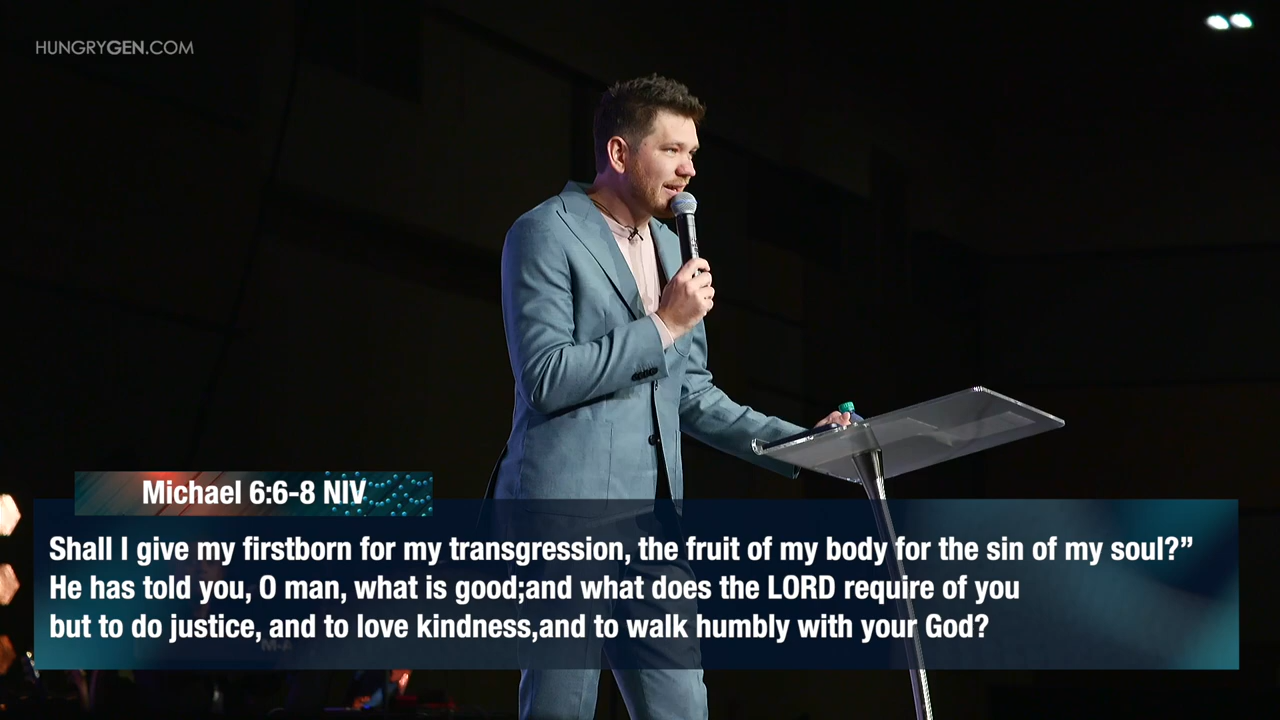 HUNGRYGEN.COM
Michael 6:6-8 NIV
Shall I give my firstborn for my transgression, the fruit of my body for the sin of my soul?”
He has told you, O man, what is good;and what does the LORD require of you
but to do justice, and to love kindness,and to walk humbly with your God?